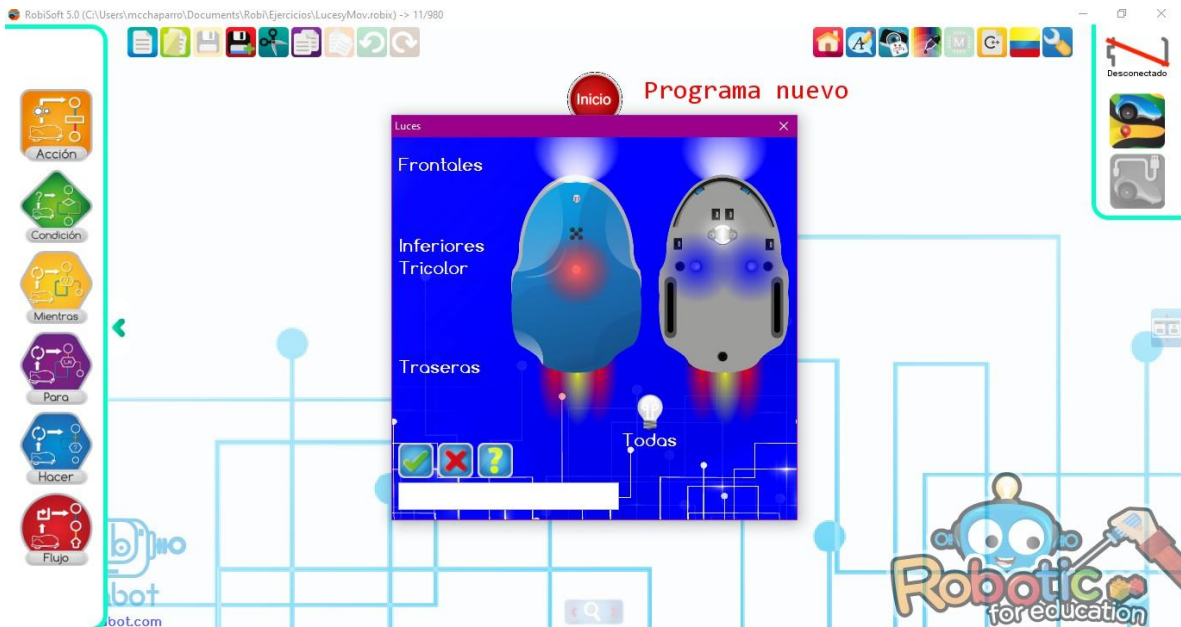 RobiSoft 5.0 (C:\Users\mcchaparro\Documents\Robi\Ejercicios\LucesyMov.robix) -> 11/980
Desconectado
Inicio
Programa nuevo
Acción
Condición
Mientras
Para
Hacer
Flujo
Luces
Frontales
Inferiores
Tricolor
Traseras
Todas
bot
bot.com
Robotic
for education